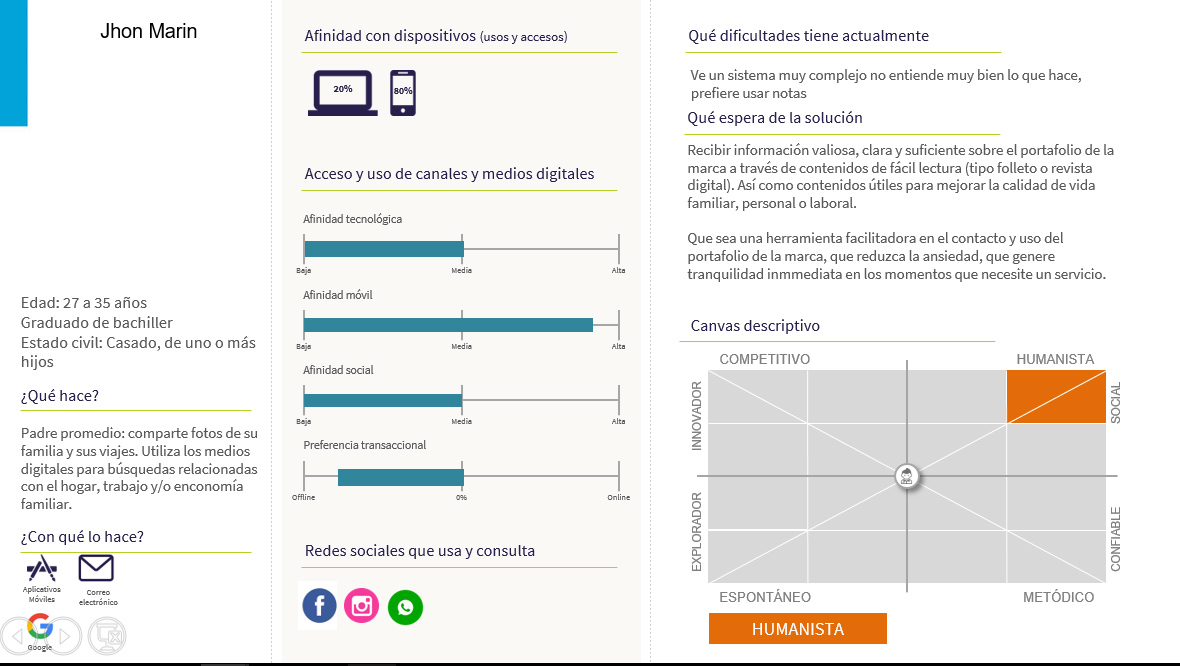 Jhon Marin
Edad: 27 a 35 años
Graduado de bachiller
Estado civil: Casado, de uno o más
hijos
¿Qué hace?
Padre promedio: comparte fotos de su
familia y sus viajes. Utiliza los medios
digitales para búsquedas relacionadas
con el hogar, trabajo y/o enconomía
familiar.
¿Con qué lo hace?
Aplicativos
Móviles
Correo
electrónico
Google
Afinidad con dispositivos (usos y accesos)
20%
80%
Acceso y uso de canales y medios digitales
Afinidad tecnológica
Baja
Media
Alta
Afinidad móvil
Baja
Media
Alta
Afinidad social
Baja
Media
Alta
Preferencia transaccional
Offline
0%
Online
Redes sociales que usa y consulta
Qué dificultades tiene actualmente
Ve un sistema muy complejo no entiende muy bien lo que hace,
prefiere usar notas
Qué espera de la solución
Recibir información valiosa, clara y suficiente sobre el portafolio de la
marca a través de contenidos de fácil lectura (tipo folleto o revista
digital). Así como contenidos útiles para mejorar la calidad de vida
familiar, personal o laboral.
Que sea una herramienta facilitadora en el contacto y uso del
portafolio de la marca, que reduzca la ansiedad, que genere
tranquilidad inmmediata en los momentos que necesite un servicio.
Canvas descriptivo
COMPETITIVO
HUMANISTA
INNOVADOR
SOCIAL
EXPLORADOR
CONFIABLE
ESPONTÁNEO
METÓDICO
HUMANISTA